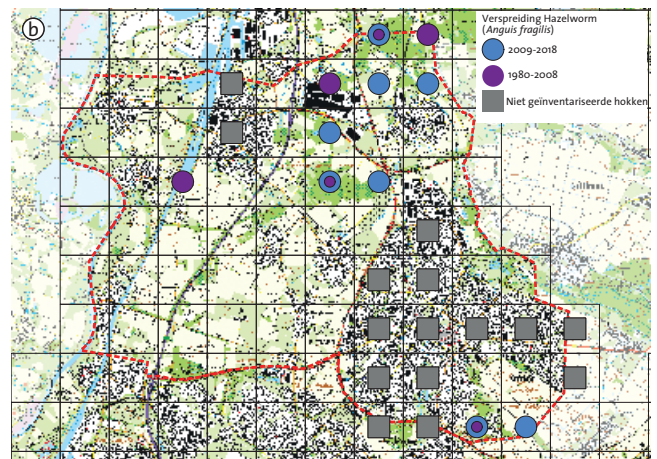 b
Verspreiding Hazelworm
(Anguis fragilis)
2009-2018
1980-2008
Niet geïnventariseerde hokken